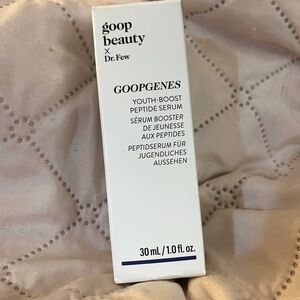 goop
beauty
x
Dr. Few
GOOPGENES
YOUTH-BOOST
PEPTIDE SERUM
SÉRUM BOOSTER
DE JEUNESSE
AUX PEPTIDES
PEPTIDSERUM FÜR
JUGENDLICHES
AUSSEHEN
30 ml / 1.0 fl. oz.